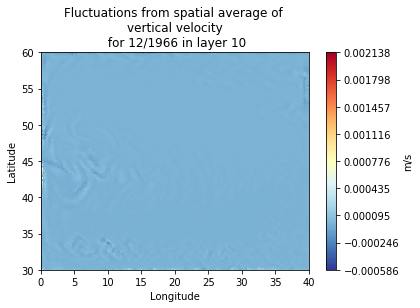 Fluctuations from spatial average of
vertical velocity
for 12/1966 in layer 10
60
55
50
45
40
35
30
Latitude
0 5 10 15 20 25 30 35 40
Longitude
0.002138
0.001798
0.001457
0.001116
0.000776
0.000435
0.000095
−0.000246
−0.000586
m/s